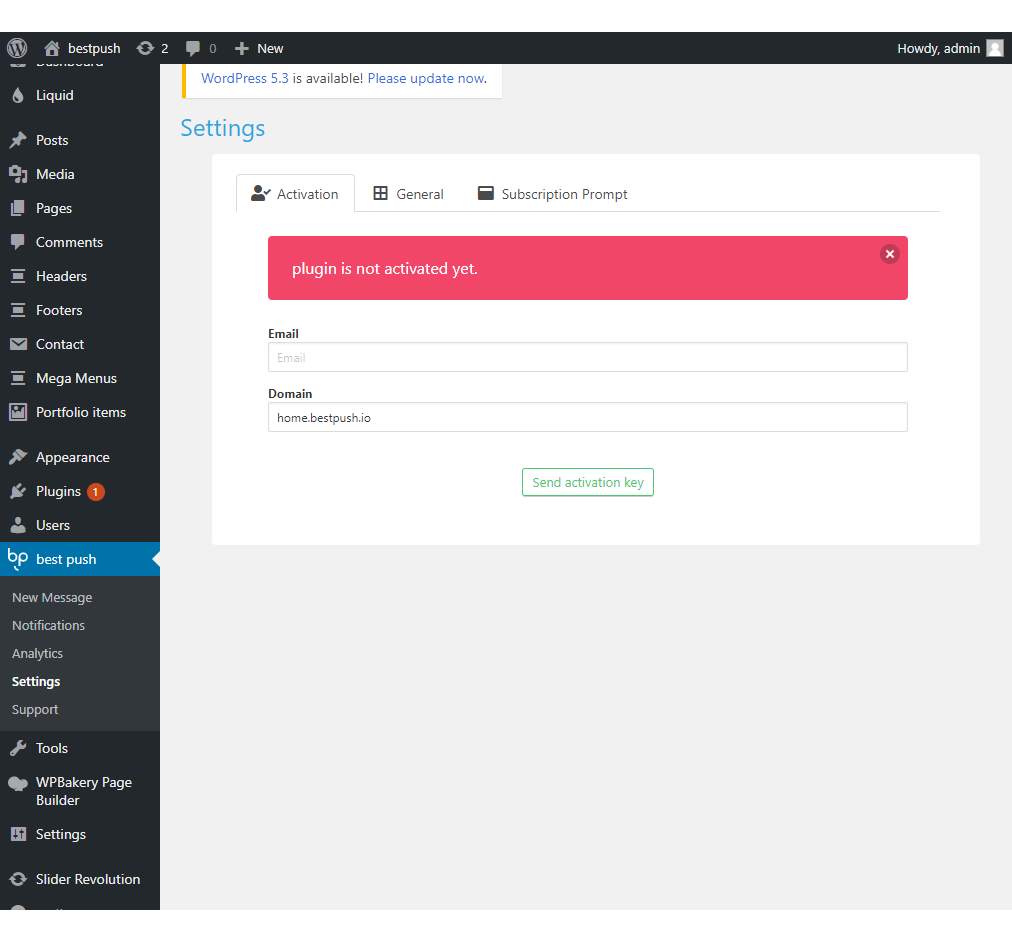 bestpush 2 0 New Howdy, admin
Dashboard
Liquid
Posts
Media
Pages
Comments
Headers
Footers
Contact
Mega Menus
Portfolio items
Appearance
Plugins 1
Users
bp best push
New Message
Notifications
Analytics
Settings
Support
Tools
WPBakery Page
Builder
Settings
Slider Revolution
WordPress 5.3 is available! Please update now.
Settings
Activation General Subscription Prompt
plugin is not activated yet.
Email
Email
Domain
home.bestpush.io
Send activation key